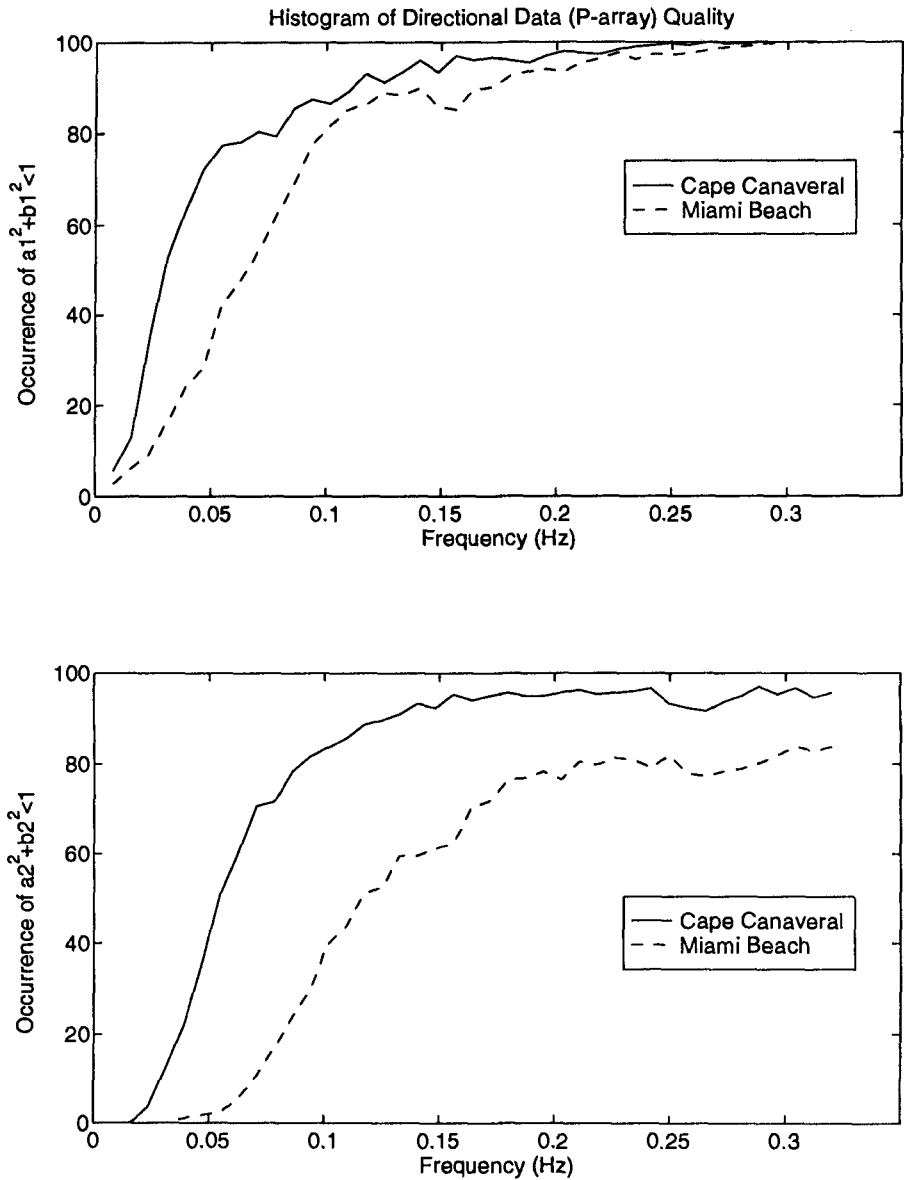 Histogram of Directional Data (P-array) Quality
Occurrence of a1²+b1²<1
100
80
60
40
20
0
Cape Canaveral
Miami Beach
0 0.05 0.1 0.15 0.2 0.25 0.3
Frequency (Hz)
Occurrence of a2²+b2²<1
100
80
60
40
20
0
Cape Canaveral
Miami Beach
0 0.05 0.1 0.15 0.2 0.25 0.3
Frequency (Hz)